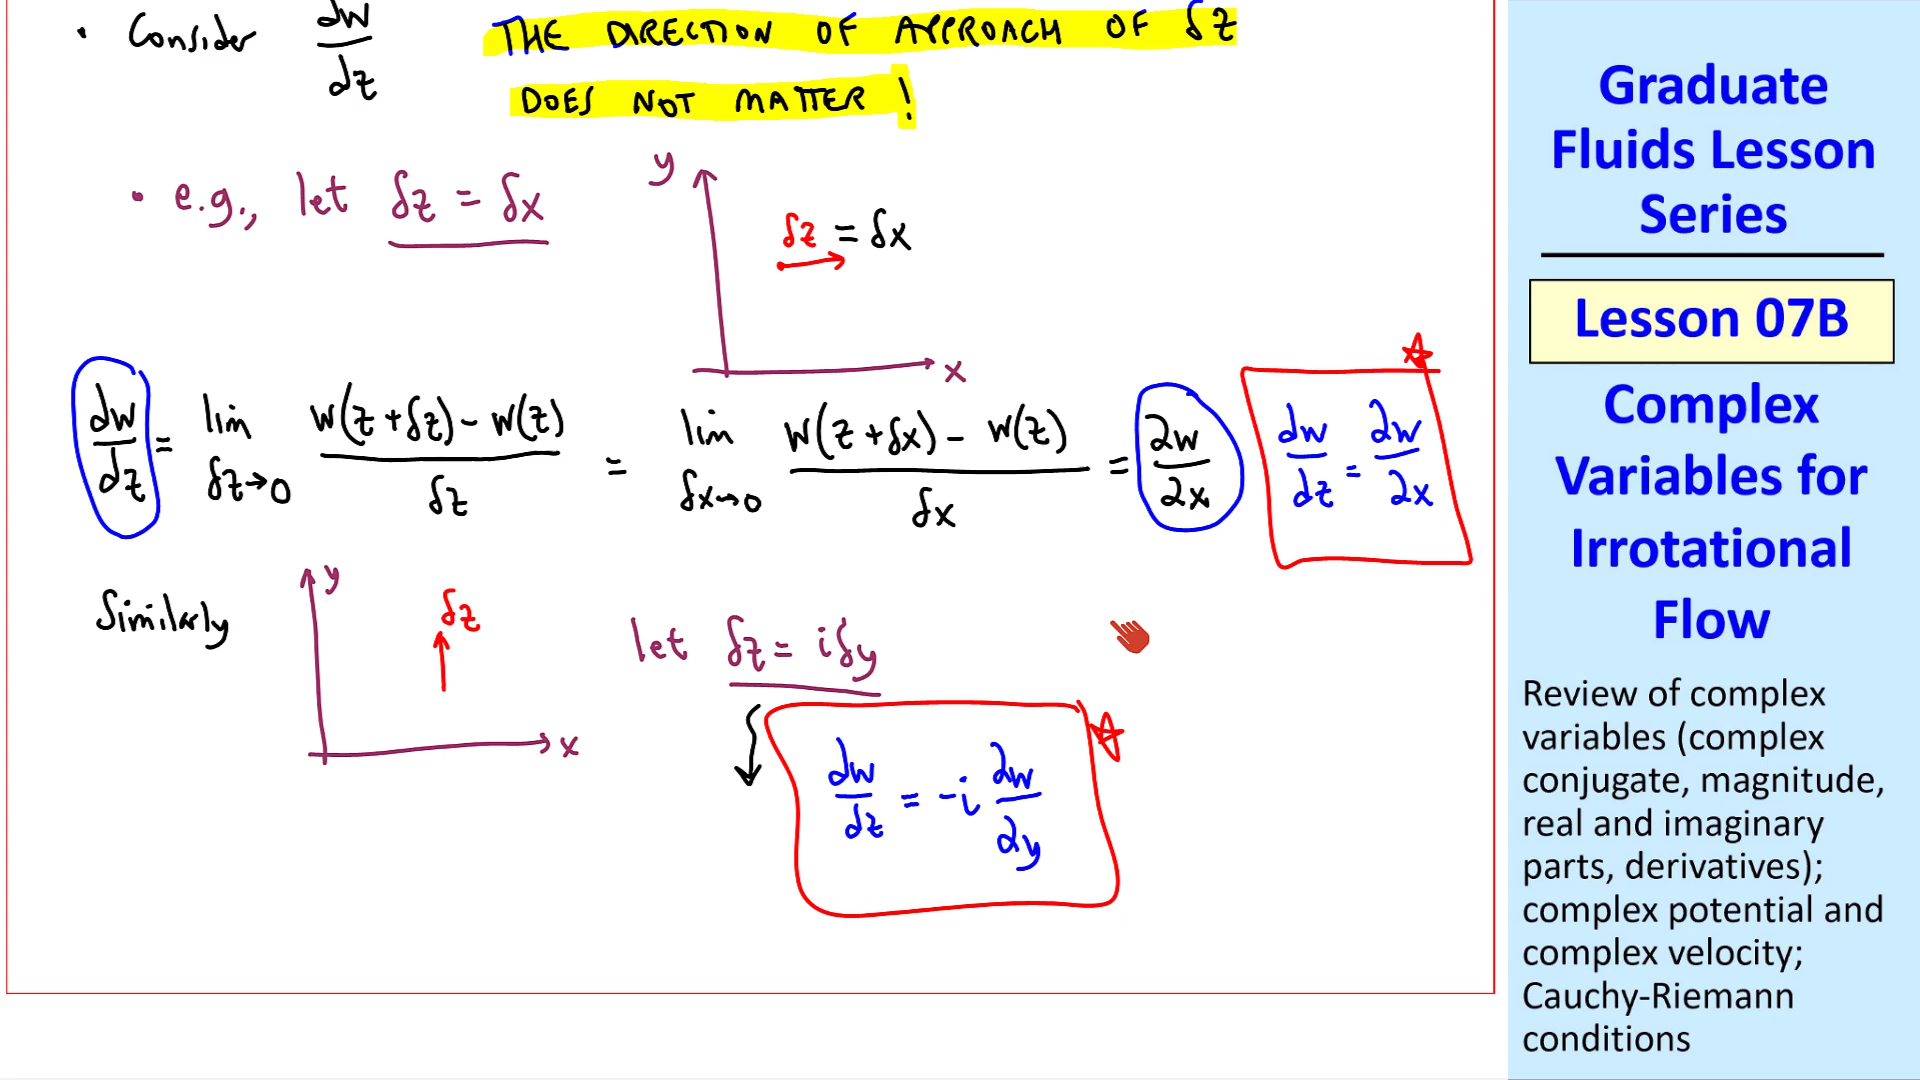 • Consider dw/dz THE DIRECTION OF APPROACH OF δz
DOES NOT MATTER!
• e.g., let δz = δx
y
δz = δx
x
dw/dz = lim δz→0 (w(z+δz) - w(z))/δz = lim δx→0 (w(z+δx) - w(z))/δx = ∂w/∂x
dw/dz = ∂w/∂x
Similarly
y
δz
x
let δz = iδy
dw/dz = -i ∂w/∂y
Graduate
Fluids Lesson
Series
Lesson 07B
Complex
Variables for
Irrotational
Flow
Review of complex
variables (complex
conjugate, magnitude,
real and imaginary
parts, derivatives);
complex potential and
complex velocity;
Cauchy-Riemann
conditions